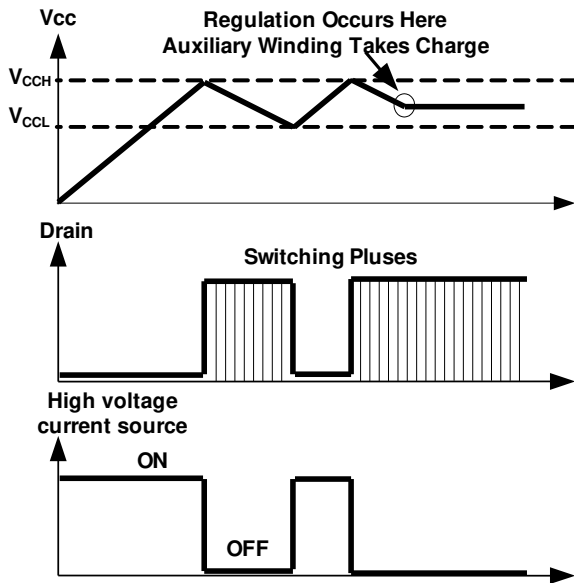 Vcc
Regulation Occurs Here
Auxiliary Winding Takes Charge
VCCH
VCCL
Drain
Switching Pluses
High voltage
current source
ON
OFF